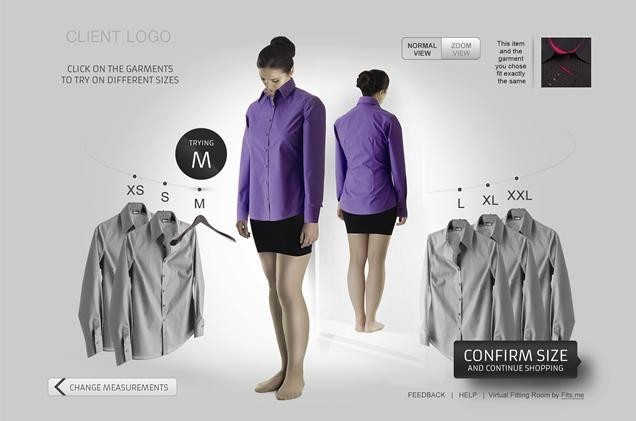 CLIENT LOGO
CLICK ON THE GARMENTS
TO TRY ON DIFFERENT SIZES
NORMAL
VIEW
ZOOM
VIEW
This item
and the
garment
you chose
fit exactly
the same
TRYING
M
XS
S
M
L
XL
XXL
CONFIRM SIZE
AND CONTINUE SHOPPING
CHANGE MEASUREMENTS
FEEDBACK | HELP | Virtual Fitting Room by Fits.me